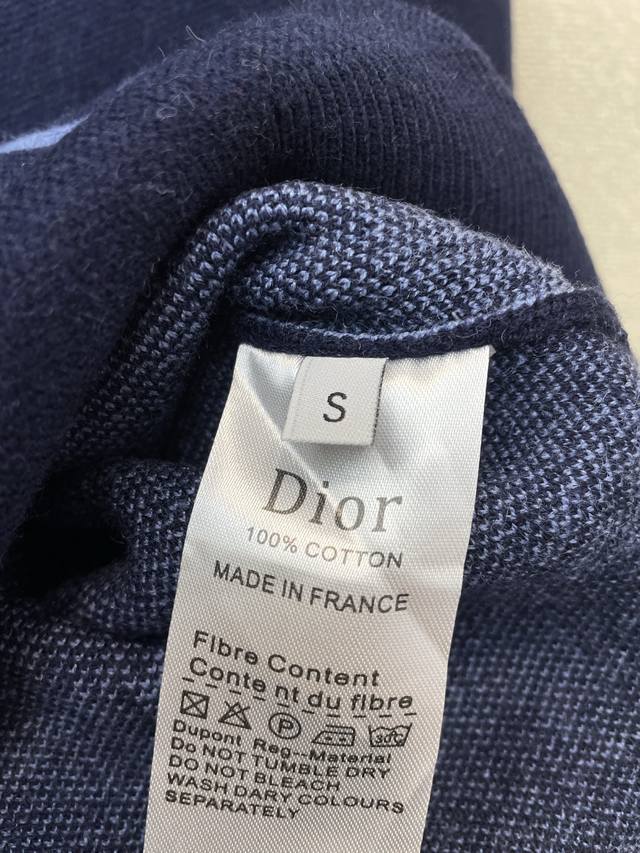 S
Dior
100% COTTON
MADE IN FRANCE
FIbre Content
Conte nt du fIbre
P 30C
Dupont Reg--Material
Do NOT TUMBLE DRY
DO NOT BLEACH
WASH DARY COLOURS
SEPARATELY